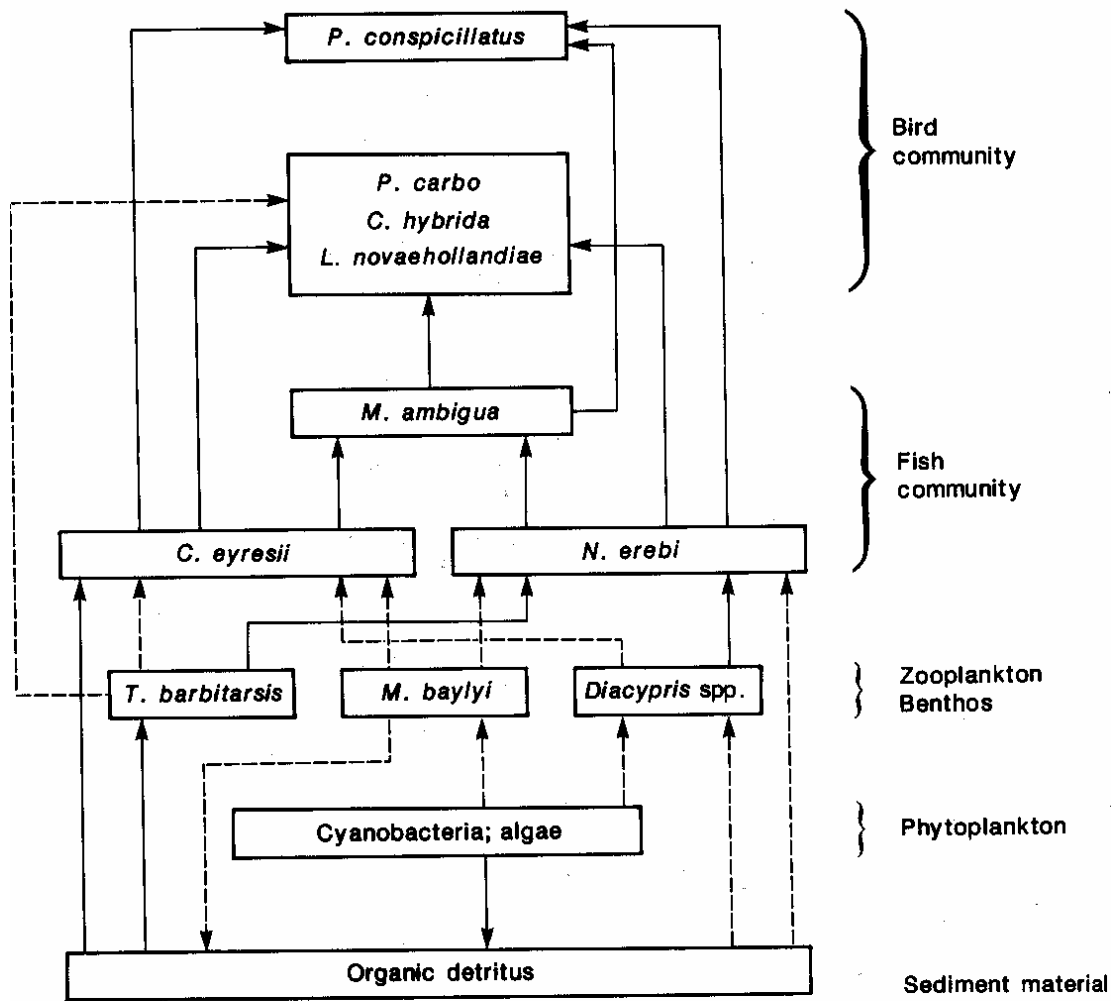 P. conspicillatus
Bird
community
P. carbo
C. hybrida
L. novaehollandiae
M. ambigua
Fish
community
C. eyresii
N. erebi
T. barbitarsis
M. baylyi
Diacypris spp.
Zooplankton
Benthos
Cyanobacteria; algae
Phytoplankton
Organic detritus
Sediment material